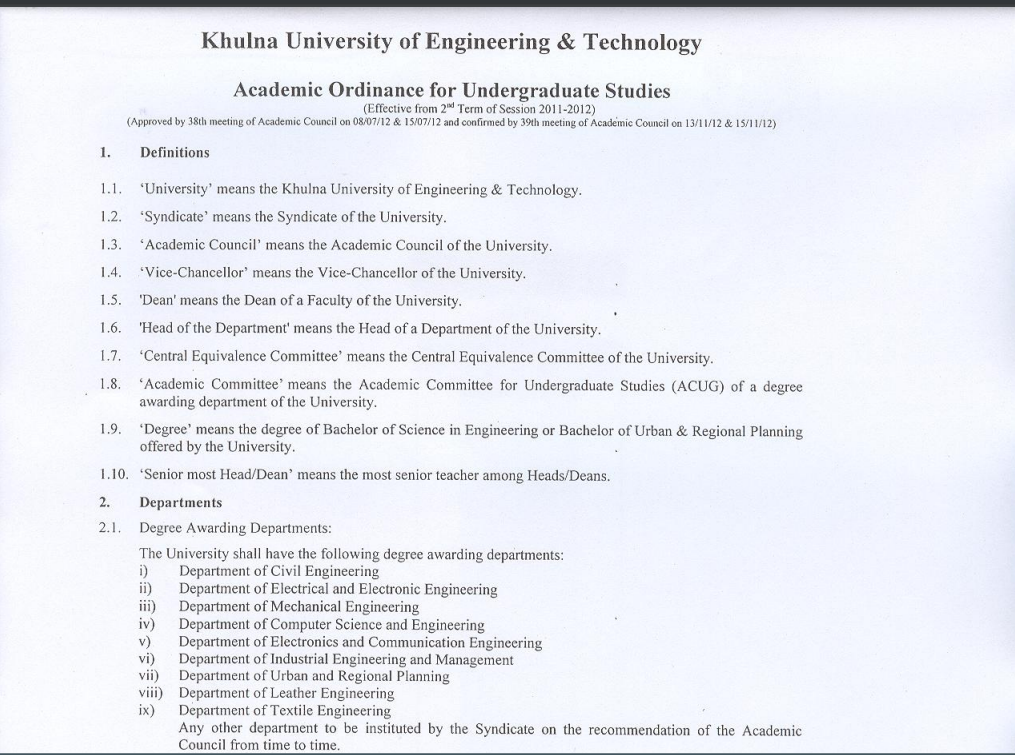 Khulna University of Engineering & Technology
Academic Ordinance for Undergraduate Studies
(Effective from 2nd Term of Session 2011-2012)
(Approved by 38th meeting of Academic Council on 08/07/12 & 15/07/12 and confirmed by 39th meeting of Academic Council on 13/11/12 & 15/11/12)
1. Definitions
1.1. ‘University’ means the Khulna University of Engineering & Technology.
1.2. ‘Syndicate’ means the Syndicate of the University.
1.3. ‘Academic Council’ means the Academic Council of the University.
1.4. ‘Vice-Chancellor’ means the Vice-Chancellor of the University.
1.5. 'Dean' means the Dean of a Faculty of the University.
1.6. 'Head of the Department' means the Head of a Department of the University.
1.7. ‘Central Equivalence Committee’ means the Central Equivalence Committee of the University.
1.8. ‘Academic Committee’ means the Academic Committee for Undergraduate Studies (ACUG) of a degree
awarding department of the University.
1.9. ‘Degree’ means the degree of Bachelor of Science in Engineering or Bachelor of Urban & Regional Planning
offered by the University.
1.10. ‘Senior most Head/Dean’ means the most senior teacher among Heads/Deans.
2. Departments
2.1. Degree Awarding Departments:
The University shall have the following degree awarding departments:
i) Department of Civil Engineering
ii) Department of Electrical and Electronic Engineering
iii) Department of Mechanical Engineering
iv) Department of Computer Science and Engineering
v) Department of Electronics and Communication Engineering
vi) Department of Industrial Engineering and Management
vii) Department of Urban and Regional Planning
viii) Department of Leather Engineering
ix) Department of Textile Engineering
Any other department to be instituted by the Syndicate on the recommendation of the Academic
Council from time to time.